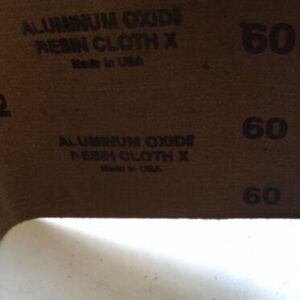 ALUMINUM OXIDE
RESIN CLOTH X
Made in USA
60
ALUMINUM OXIDE
RESIN CLOTH X
Made in USA
60
60